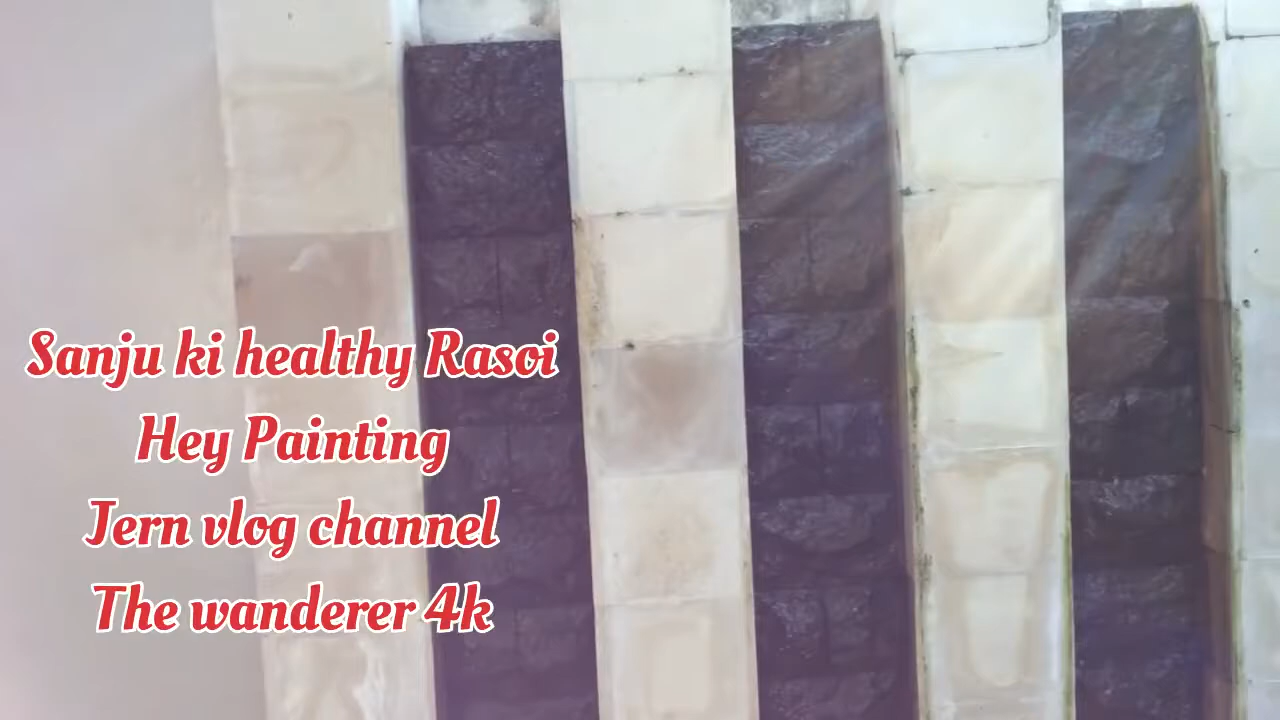 Sanju ki healthy Rasoi
Hey Painting
Jern vlog channel
The wanderer 4k